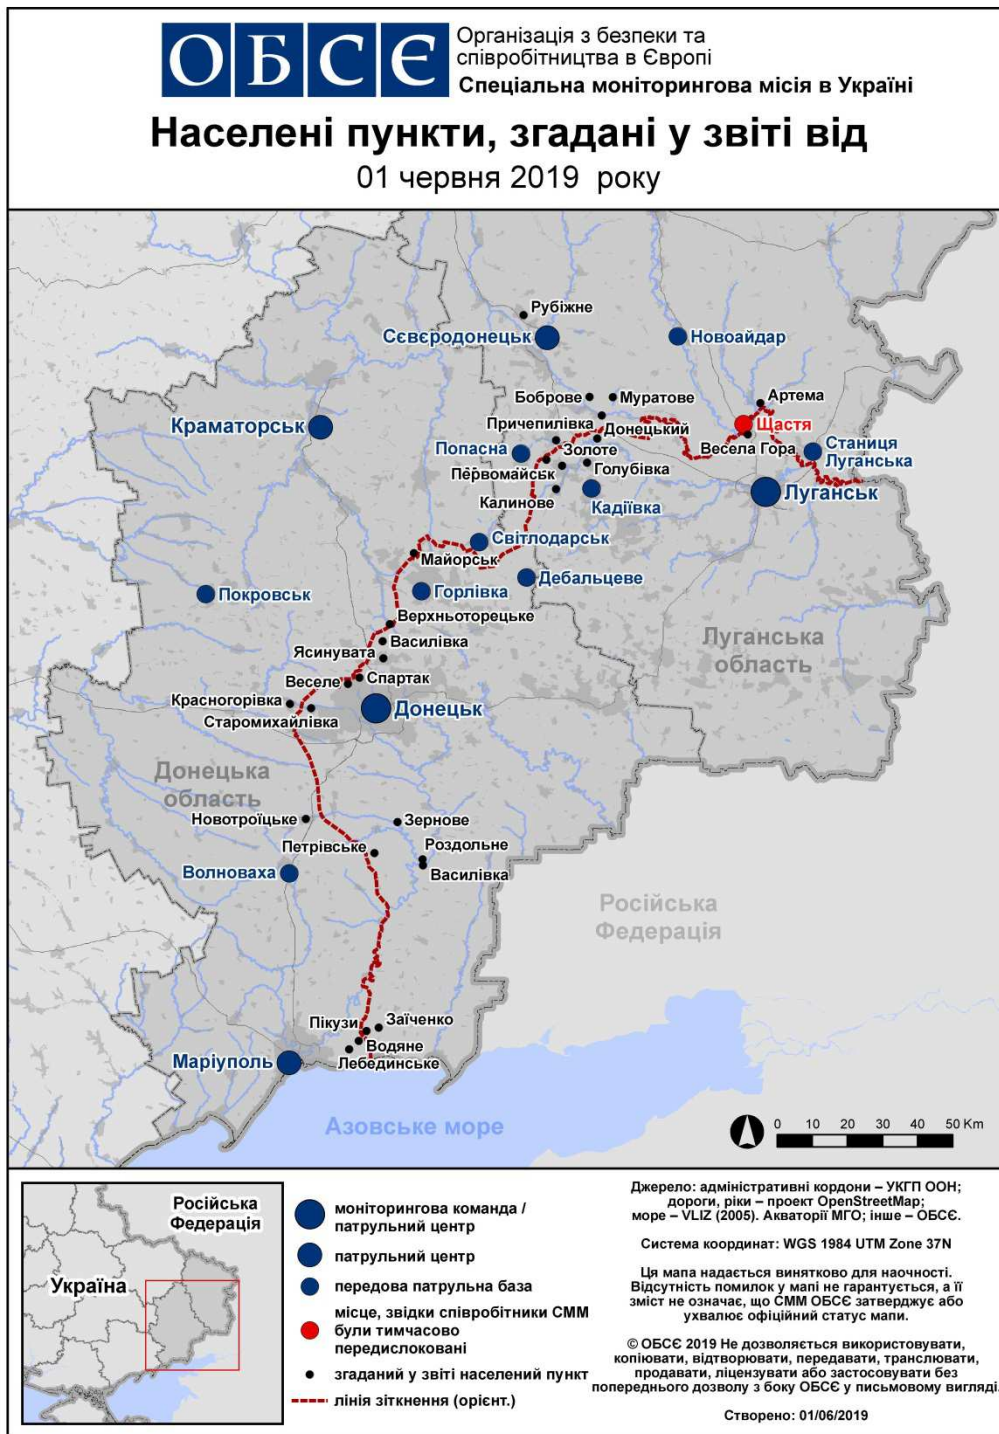 ОБСЄ
Організація з безпеки та
співробітництва в Європі
Спеціальна моніторингова місія в Україні
Населені пункти, згадані у звіті від
01 червня 2019 року
Рубіжне
Сєвєродонецьк
Новоайдар
Боброве
Муратове
Артема
Краматорськ
Причепилівка
Щастя
Донецький
Попасна
Золоте
Весела Гора
Станиця
Луганська
Первомайськ
Голубівка
Калинове
Кадіївка
Луганськ
Світлодарськ
Майорськ
Дебальцеве
Покровськ
Горлівка
Верхньоторецьке
Луганська
область
Василівка
Ясинувата
Спартак
Веселе
Красногорівка
Донецьк
Старомихайлівка
Донецька
область
Новотроїцьке
Зернове
Петрівське
Роздольне
Волноваха
Василівка
Російська
Федерація
Пікузи
Заїченко
Водяне
Маріуполь
Лебединське
Азовське море
0 10 20 30 40 50 Км
Російська
Федерація
Україна
моніторингова команда /
патрульний центр
патрульний центр
передова патрульна база
місце, звідки співробітники СММ
були тимчасово
передислоковані
згаданий у звіті населений пункт
лінія зіткнення (орієнт.)
Джерело: адміністративні кордони – УКГП ООН;
дороги, ріки – проект OpenStreetMap;
море – VLIZ (2005). Акваторії МГО; інше – ОБСЄ.
Система координат: WGS 1984 UTM Zone 37N
Ця мапа надається винятково для наочності.
Відсутність помилок у мапі не гарантується, а її
зміст не означає, що СММ ОБСЄ затверджує або
ухвалює офіційний статус мапи.
© ОБСЄ 2019 Не дозволяється використовувати,
копіювати, відтворювати, передавати, транслювати,
продавати, ліцензувати або застосовувати без
попереднього дозволу з боку ОБСЄ у письмовому вигляді.
Створено: 01/06/2019